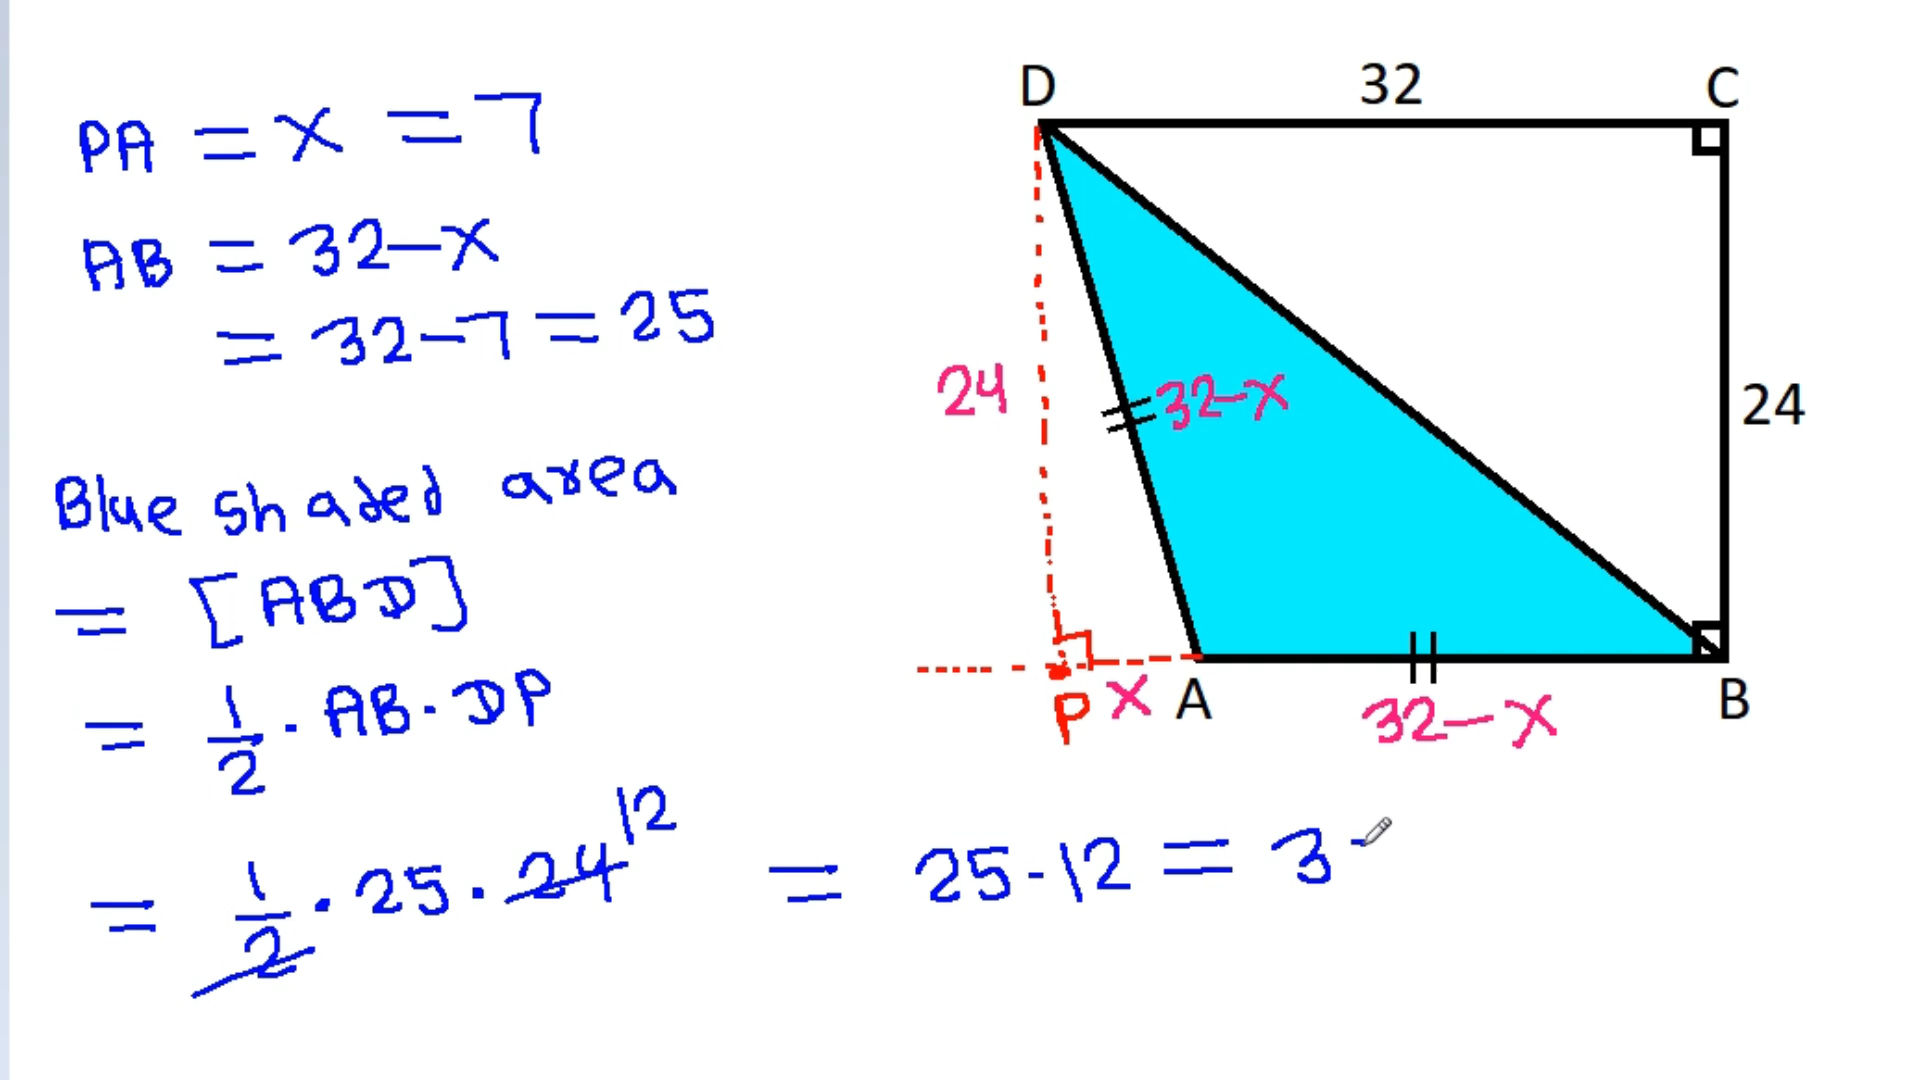 PA = x = 7
AB = 32-x
= 32-7 = 25
Blue shaded area
= [ABD]
= 1/2 · AB · DP
= 1/2 · 25 · 24 12 = 25 · 12 = 3
D 32 C
24 32-x 24
P x A 32-x B